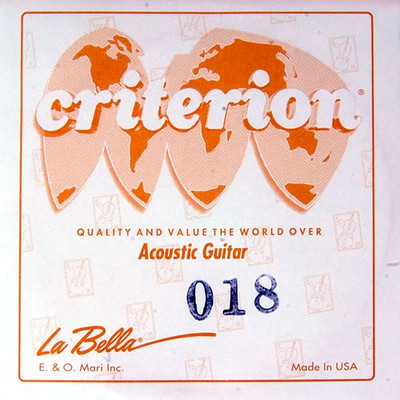 criterion®
QUALITY AND VALUE THE WORLD OVER
Acoustic Guitar
018
La Bella®
E. & O. Mari Inc.
Made In USA